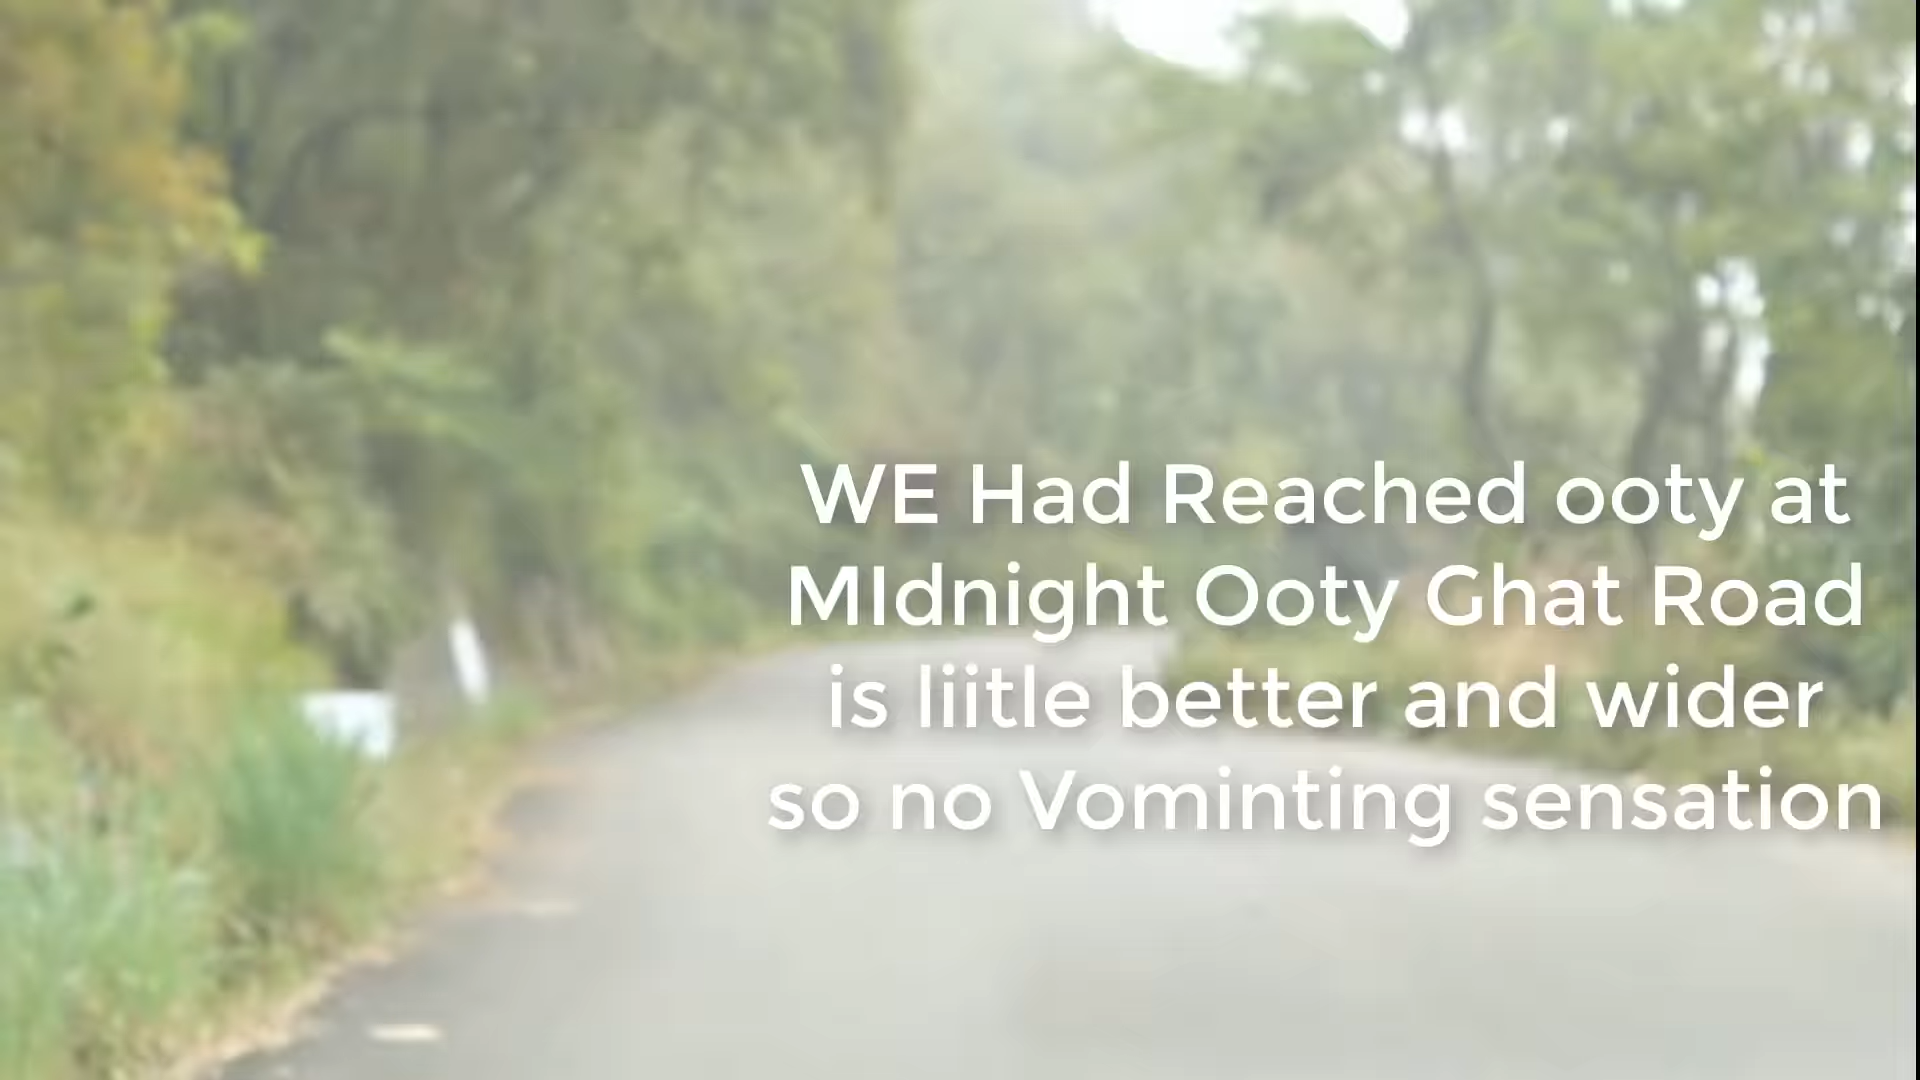 WE Had Reached ooty at
MIdnight Ooty Ghat Road
is liitle better and wider
so no Vominting sensation